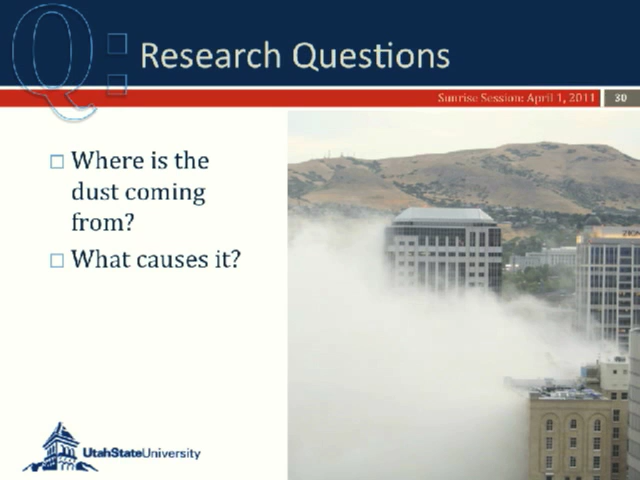 Q:
Research Questions
Sunrise Session: April 1, 2011
30
Where is the
dust coming
from?
What causes it?
UtahStateUniversity